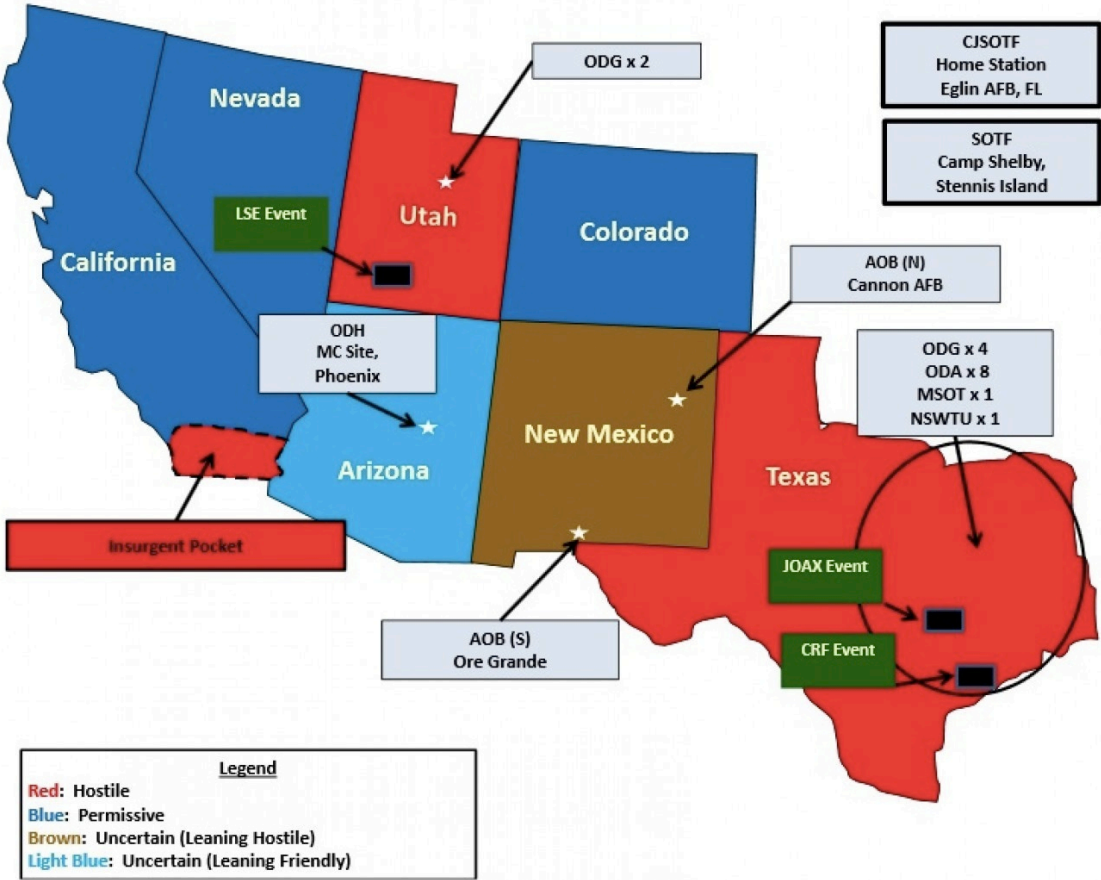 ODG x 2
CJSOTF
Home Station
Eglin AFB, FL
SOTF
Camp Shelby,
Stennis Island
Nevada
LSE Event
Utah
Colorado
California
AOB (N)
Cannon AFB
ODH
MC Site,
Phoenix
ODG x 4
ODA x 8
MSOT x 1
NSWTU x 1
New Mexico
Arizona
Texas
Insurgent Pocket
JOAX Event
AOB (S)
Ore Grande
CRF Event
Legend
Red: Hostile
Blue: Permissive
Brown: Uncertain (Leaning Hostile)
Light Blue: Uncertain (Leaning Friendly)